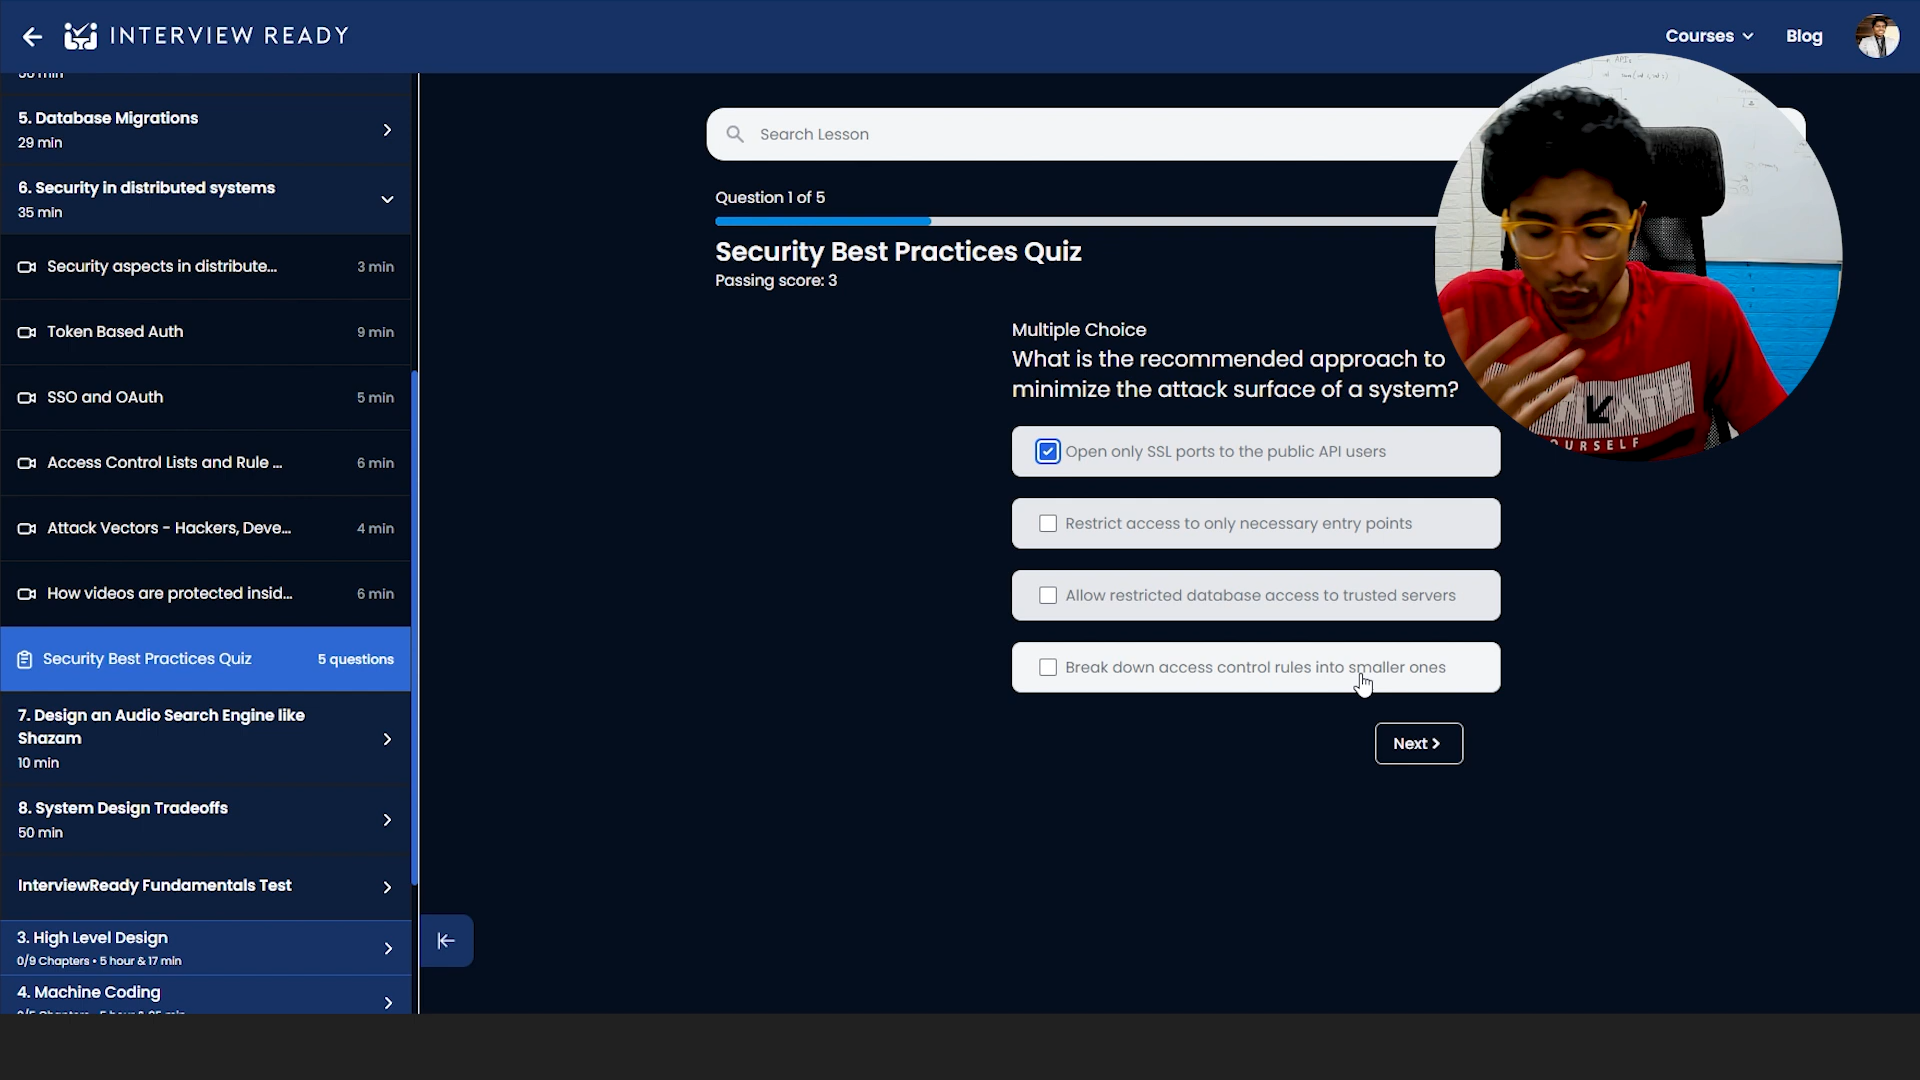 INTERVIEW READY
Courses
Blog
5. Database Migrations
29 min
6. Security in distributed systems
35 min
Security aspects in distribute...
3 min
Token Based Auth
9 min
SSO and OAuth
5 min
Access Control Lists and Rule ...
6 min
Attack Vectors - Hackers, Deve...
4 min
How videos are protected insid...
6 min
Security Best Practices Quiz
5 questions
7. Design an Audio Search Engine like
Shazam
10 min
8. System Design Tradeoffs
50 min
InterviewReady Fundamentals Test
3. High Level Design
0/9 Chapters • 5 hour & 17 min
4. Machine Coding
Search Lesson
Question 1 of 5
Security Best Practices Quiz
Passing score: 3
Multiple Choice
What is the recommended approach to
minimize the attack surface of a system?
Open only SSL ports to the public API users
Restrict access to only necessary entry points
Allow restricted database access to trusted servers
Break down access control rules into smaller ones
Next
APIs
OURSELF